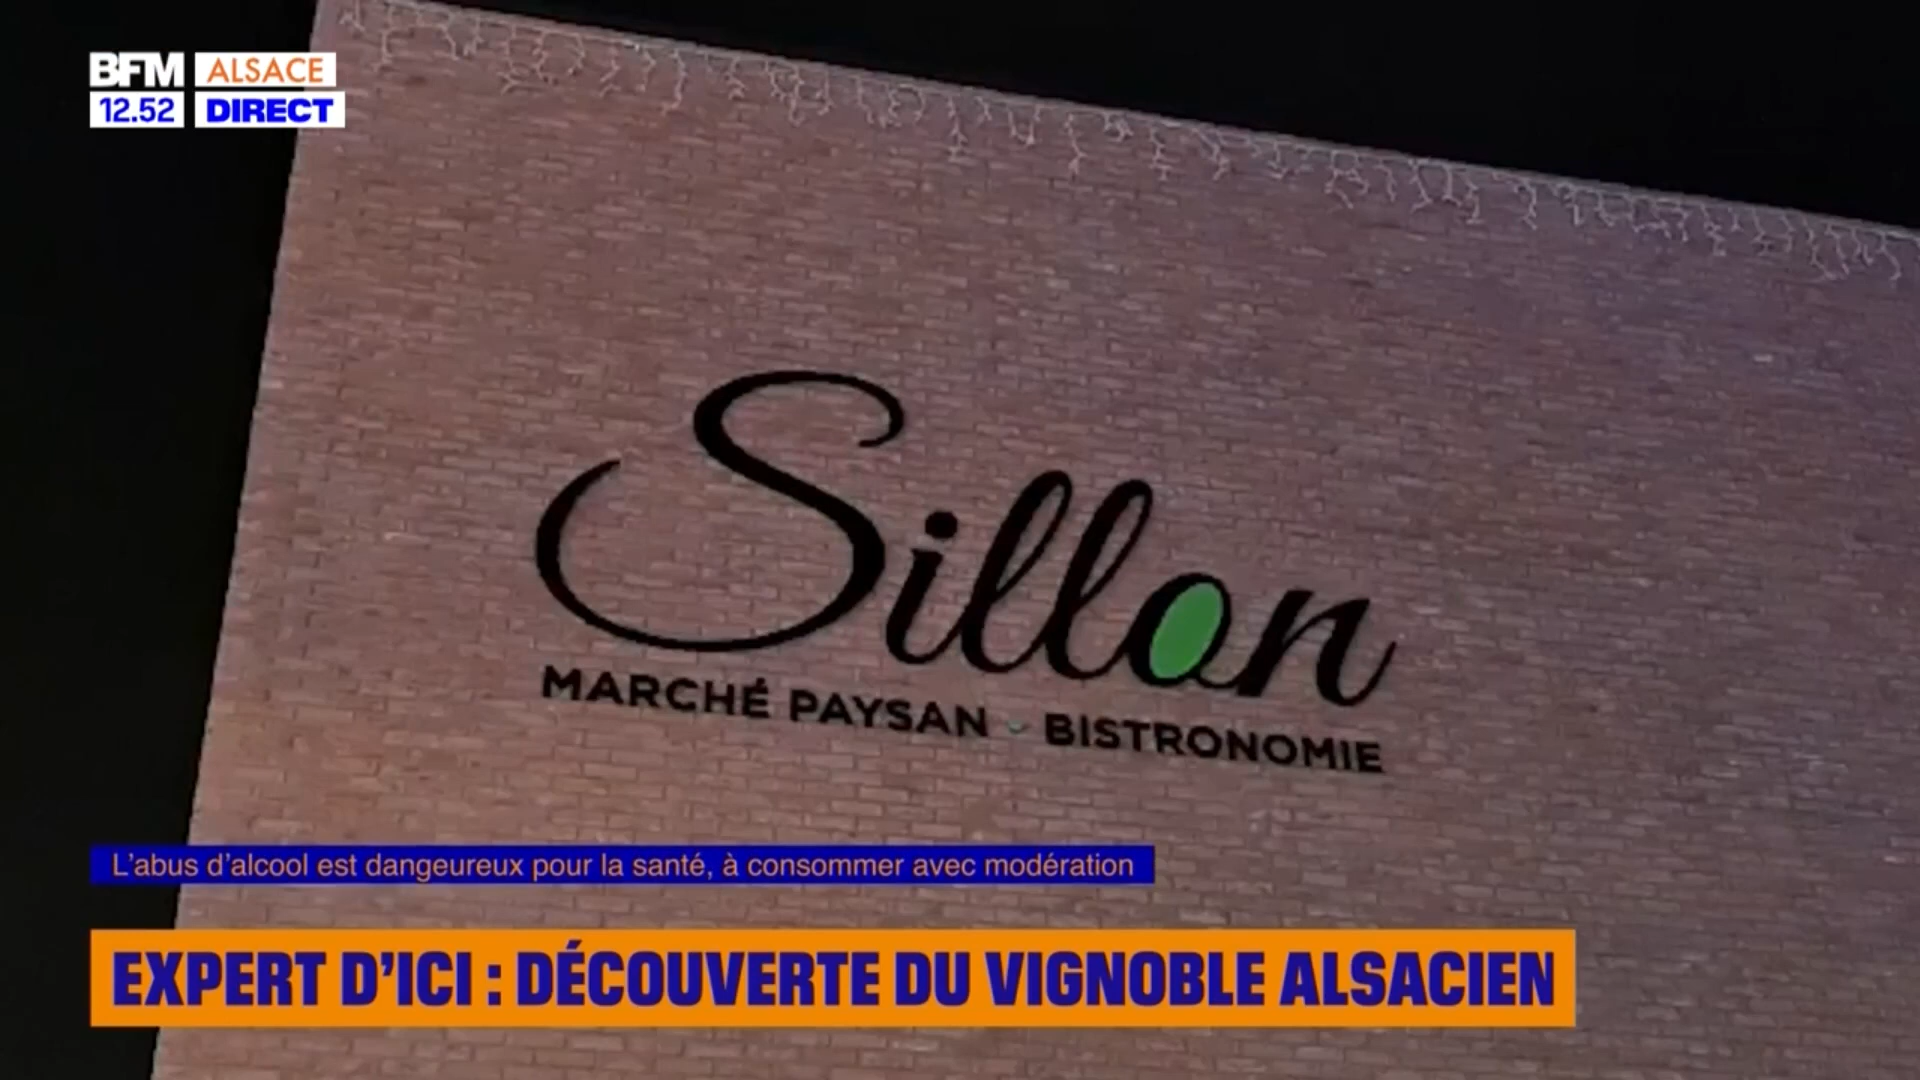 BFM ALSACE
12.52 DIRECT
Sillon
MARCHÉ PAYSAN - BISTRONOMIE
L'abus d'alcool est dangeureux pour la santé, à consommer avec modération
EXPERT D'ICI : DÉCOUVERTE DU VIGNOBLE ALSACIEN